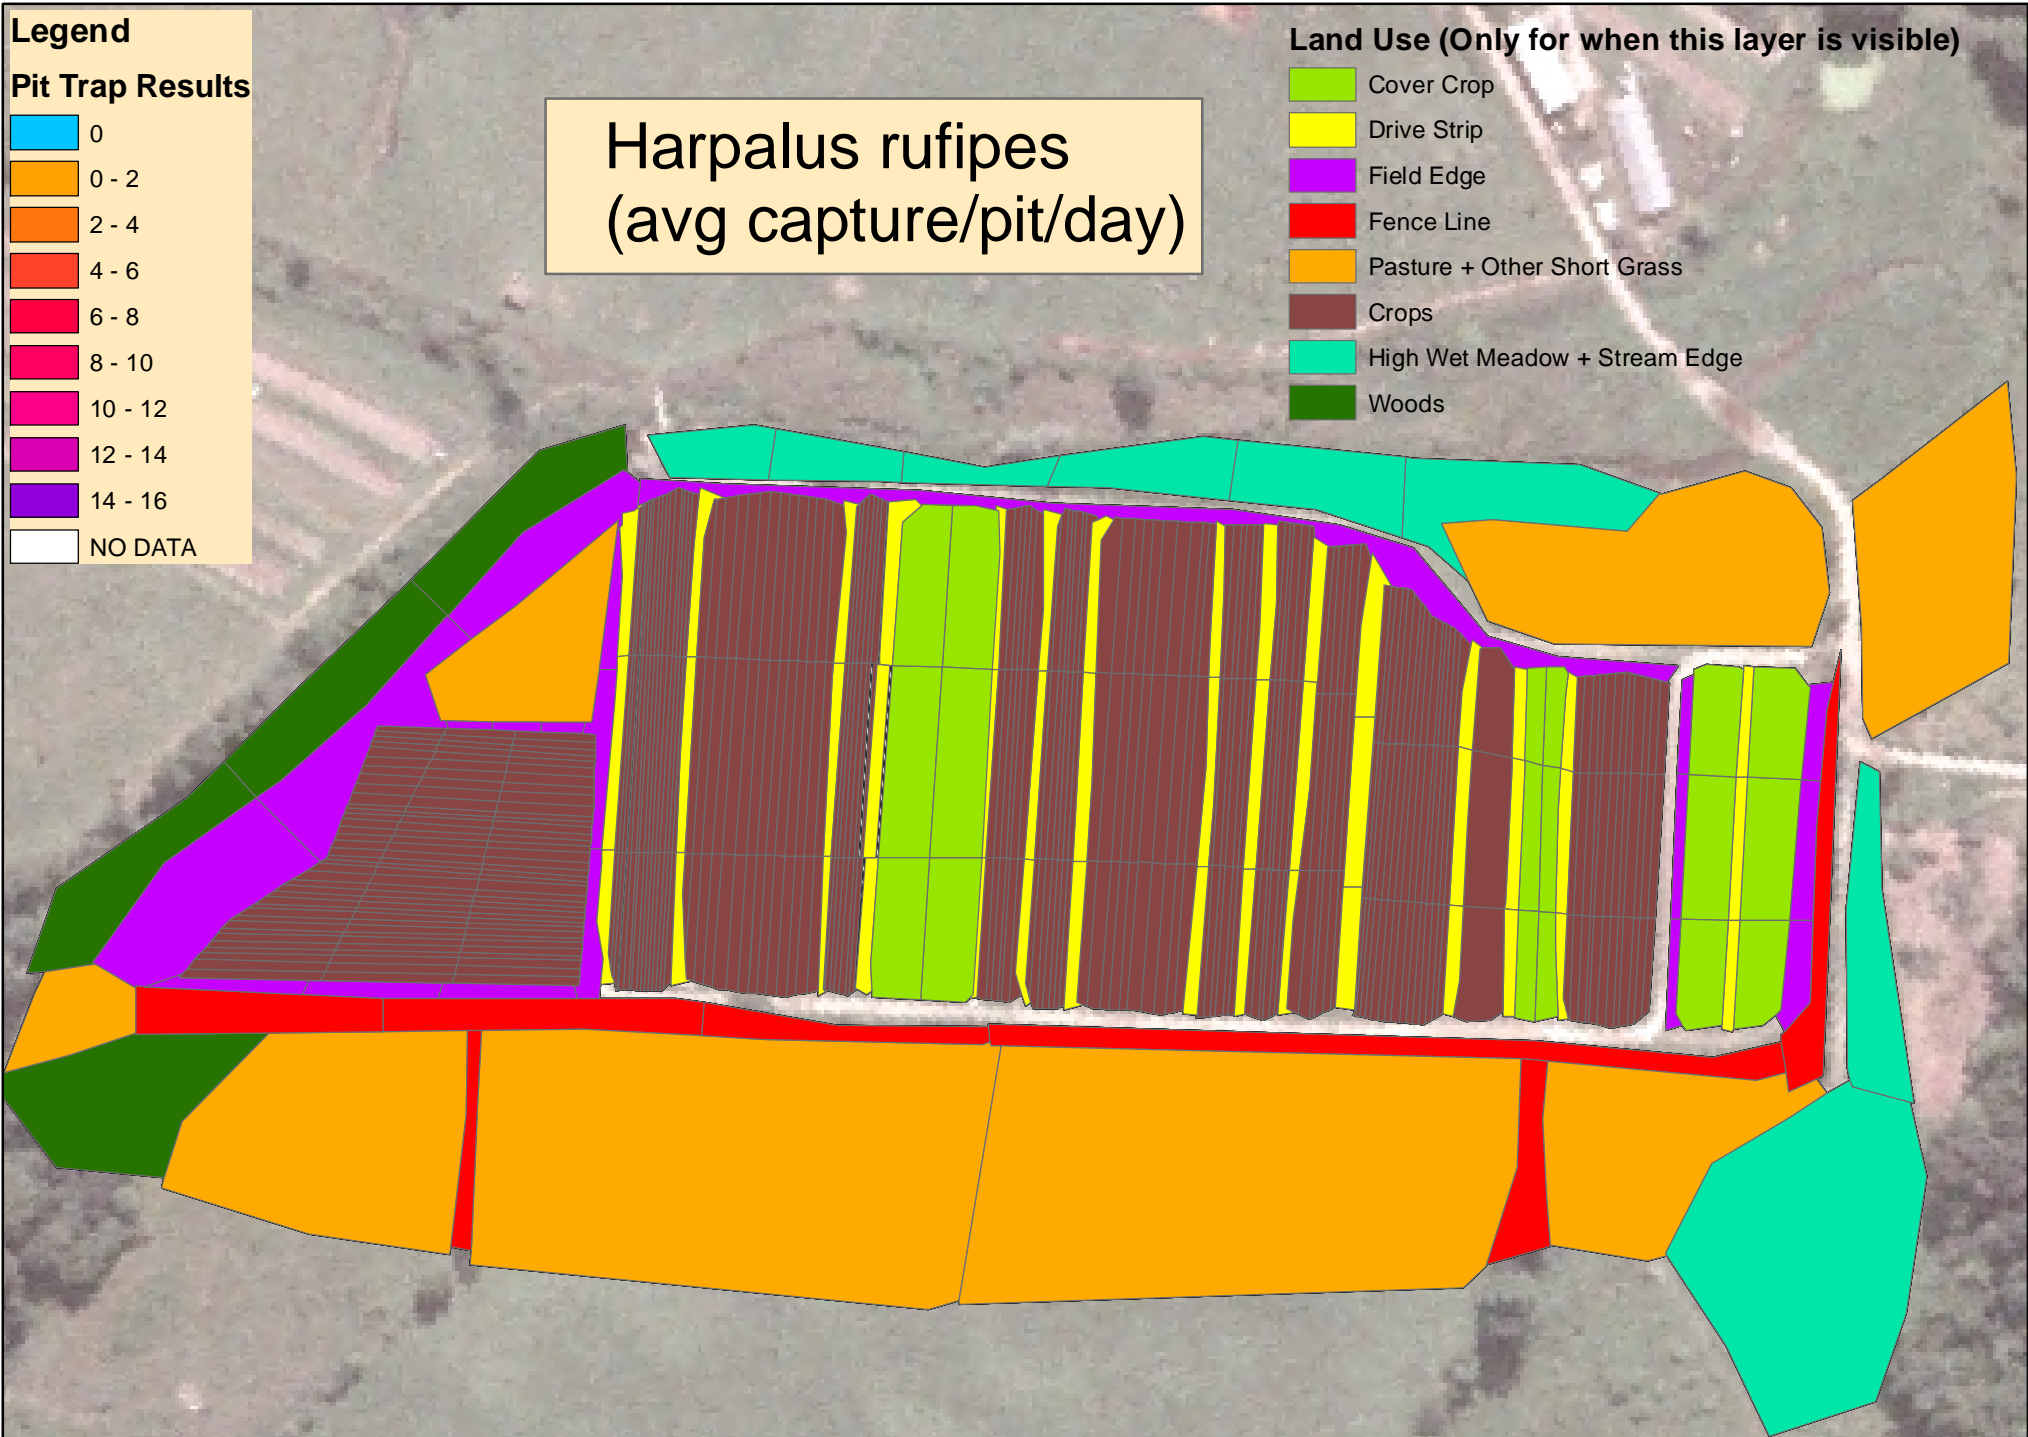 Legend
Pit Trap Results
0
0 - 2
2 - 4
4 - 6
6 - 8
8 - 10
10 - 12
12 - 14
14 - 16
NO DATA
Harpalus rufipes
(avg capture/pit/day)
Land Use (Only for when this layer is visible)
Cover Crop
Drive Strip
Field Edge
Fence Line
Pasture + Other Short Grass
Crops
High Wet Meadow + Stream Edge
Woods